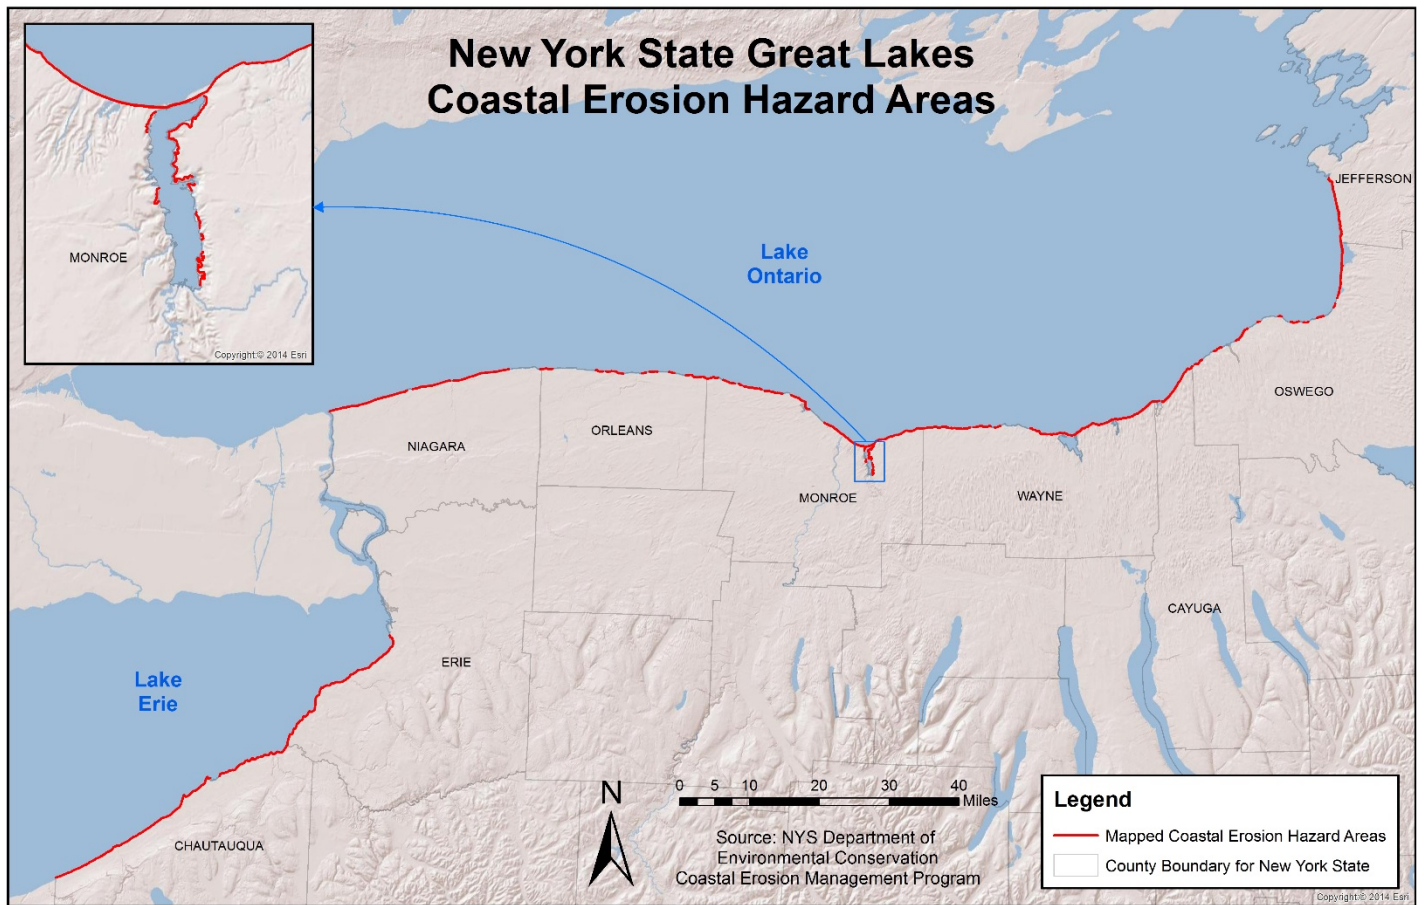 New York State Great Lakes
Coastal Erosion Hazard Areas
MONROE
Copyright:© 2014 Esri
JEFFERSON
Lake
Ontario
OSWEGO
NIAGARA
ORLEANS
MONROE
WAYNE
CAYUGA
ERIE
Lake
Erie
CHAUTAUQUA
N
0 5 10 20 30 40
Miles
Source: NYS Department of
Environmental Conservation
Coastal Erosion Management Program
Legend
Mapped Coastal Erosion Hazard Areas
County Boundary for New York State
Copyright:© 2014 Esri